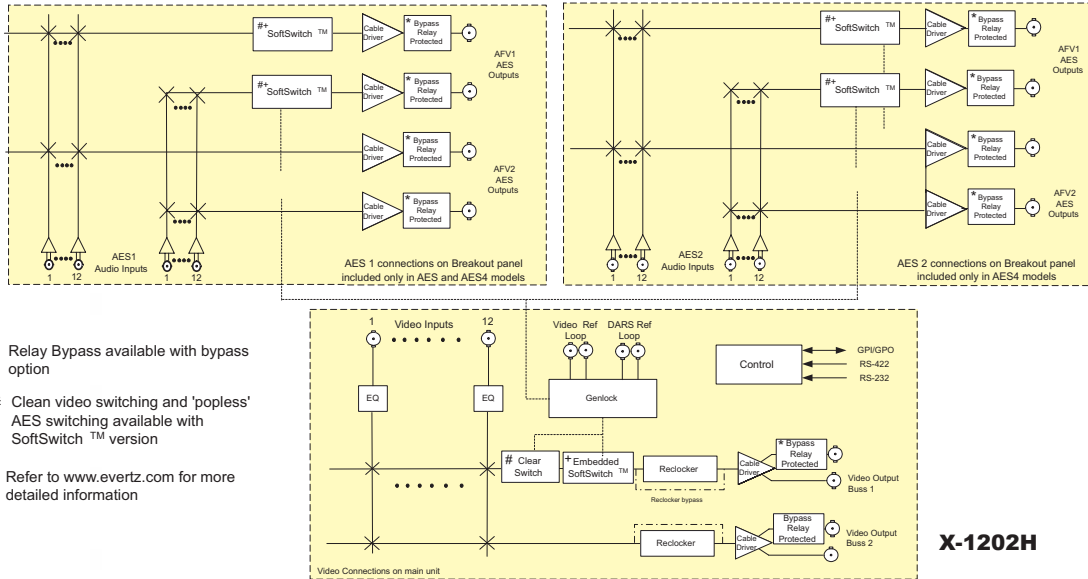 #+
SoftSwitch TM
Cable
Driver
* Bypass
Relay
Protected
AFV1
AES
Outputs
#+
SoftSwitch TM
Cable
Driver
* Bypass
Relay
Protected
Cable
Driver
* Bypass
Relay
Protected
AFV2
AES
Outputs
Cable
Driver
* Bypass
Relay
Protected
AES1
Audio Inputs
1
12
1
12
AES 1 connections on Breakout panel
included only in AES and AES4 models
#+
SoftSwitch TM
Cable
Driver
* Bypass
Relay
Protected
AFV1
AES
Outputs
#+
SoftSwitch TM
Cable
Driver
* Bypass
Relay
Protected
Cable
Driver
* Bypass
Relay
Protected
AFV2
AES
Outputs
Cable
Driver
* Bypass
Relay
Protected
AES2
Audio Inputs
1
12
1
12
AES 2 connections on Breakout panel
included only in AES4 models
Relay Bypass available with bypass
option
Clean video switching and 'popless'
AES switching available with
SoftSwitch TM version
Refer to www.evertz.com for more
detailed information
1 Video Inputs 12
Video Ref
Loop
DARS Ref
Loop
EQ
EQ
Genlock
Control
GPI/GPO
RS-422
RS-232
# Clear
Switch
+ Embedded
SoftSwitch TM
Reclocker
Reclocker bypass
Cable
Driver
* Bypass
Relay
Protected
Video Output
Buss 1
Reclocker
Cable
Driver
Bypass
Relay
Protected
Video Output
Buss 2
Video Connections on main unit
X-1202H